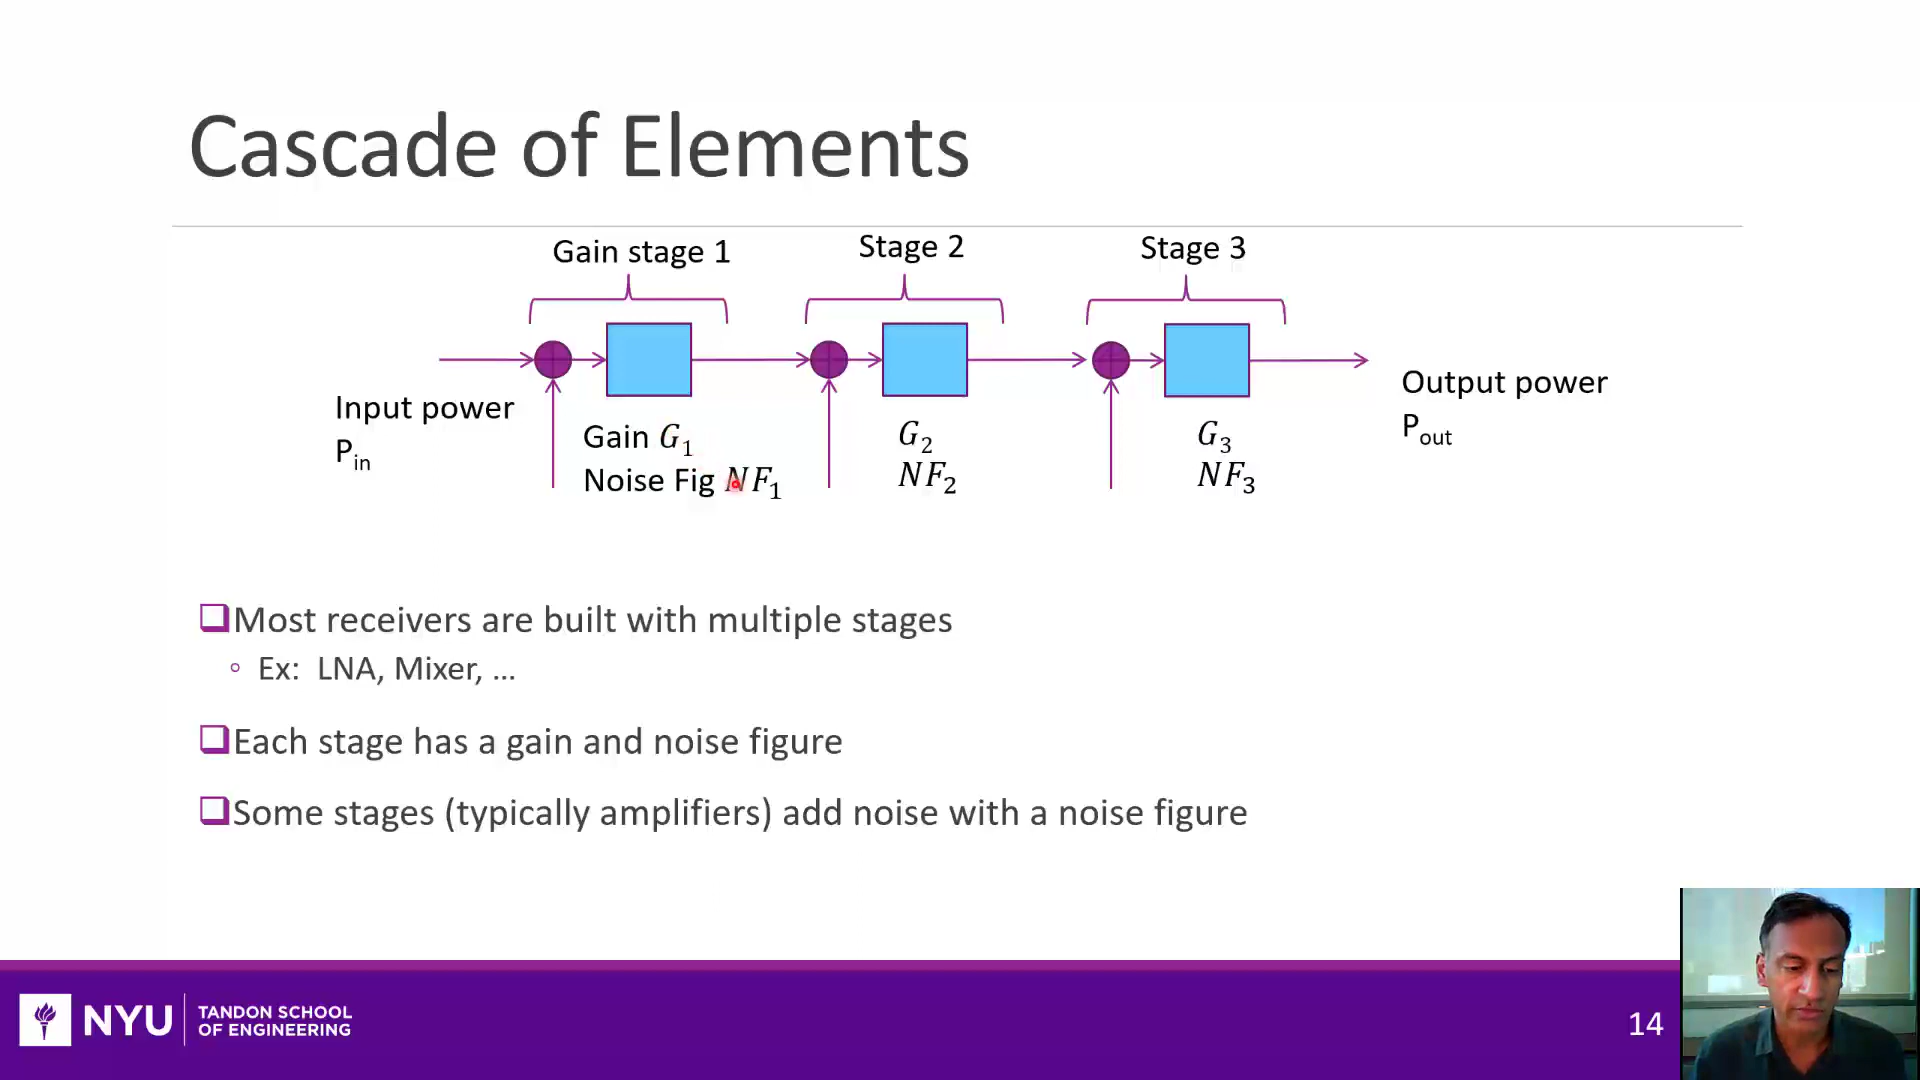 Cascade of Elements
Gain stage 1
Stage 2
Stage 3
Input power
P_in
Gain G_1
Noise Fig NF_1
G_2
NF_2
G_3
NF_3
Output power
P_out
Most receivers are built with multiple stages
Ex: LNA, Mixer, ...
Each stage has a gain and noise figure
Some stages (typically amplifiers) add noise with a noise figure
NYU
TANDON SCHOOL
OF ENGINEERING
14